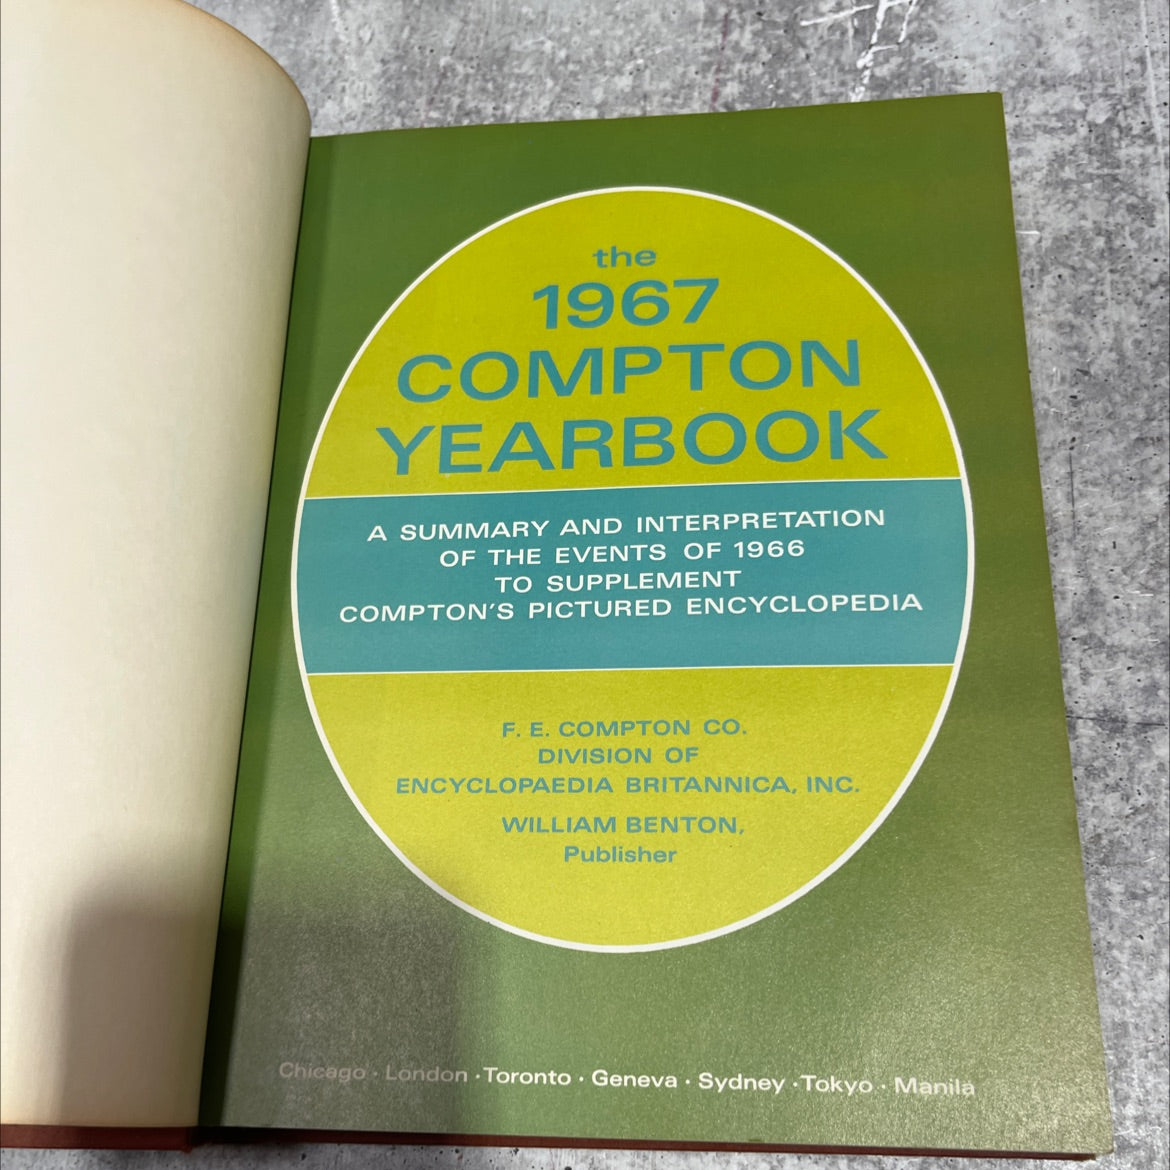 the
1967
COMPTON
YEARBOOK
A SUMMARY AND INTERPRETATION
OF THE EVENTS OF 1966
TO SUPPLEMENT
COMPTON'S PICTURED ENCYCLOPEDIA
F. E. COMPTON CO.
DIVISION OF
ENCYCLOPAEDIA BRITANNICA, INC.
WILLIAM BENTON,
Publisher
Chicago · London · Toronto · Geneva · Sydney · Tokyo · Manila